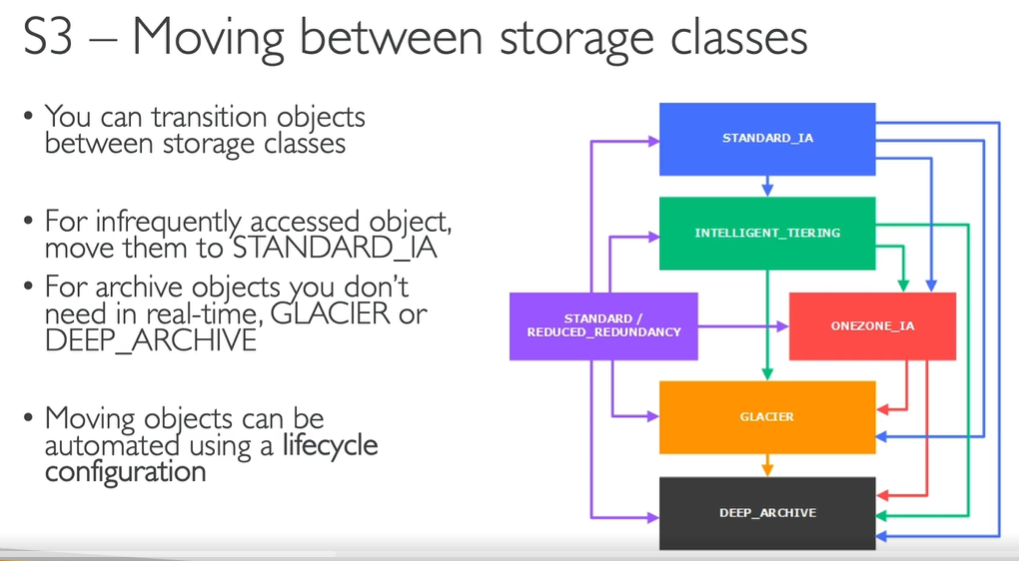 S3 – Moving between storage classes
• You can transition objects
between storage classes
• For infrequently accessed object,
move them to STANDARD_IA
• For archive objects you don't
need in real-time, GLACIER or
DEEP_ARCHIVE
• Moving objects can be
automated using a lifecycle
configuration
STANDARD_IA
INTELLIGENT_TIERING
STANDARD /
REDUCED_REDUNDANCY
ONEZONE_IA
GLACIER
DEEP_ARCHIVE